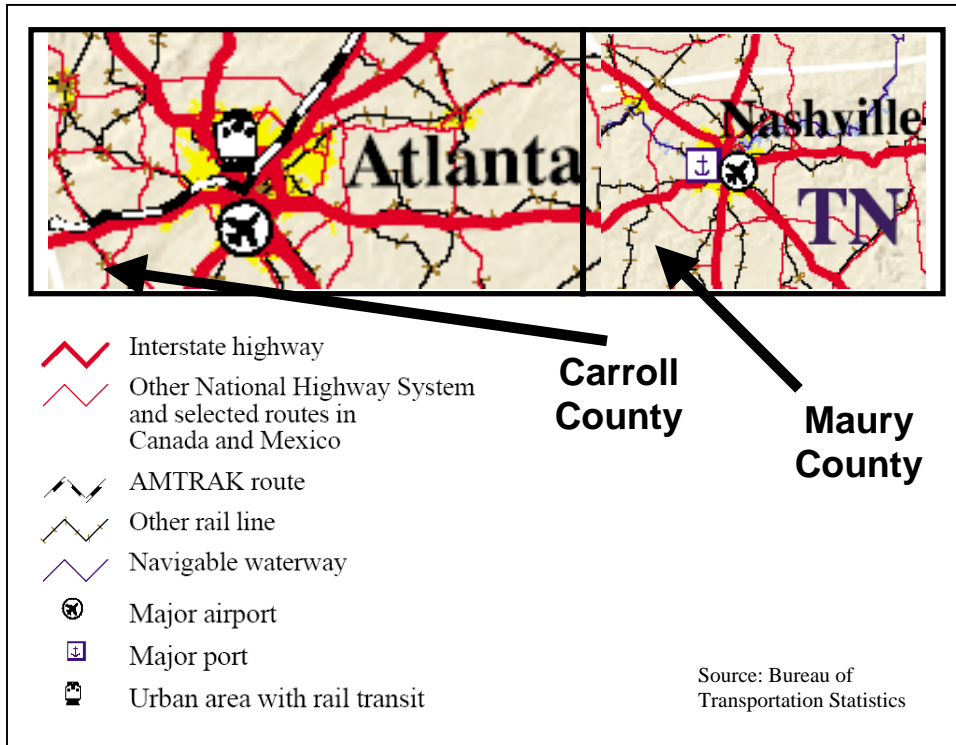 Atlanta
Nashville
TN
Carroll
County
Maury
County
Interstate highway
Other National Highway System
and selected routes in
Canada and Mexico
AMTRAK route
Other rail line
Navigable waterway
Major airport
Major port
Urban area with rail transit
Source: Bureau of
Transportation Statistics